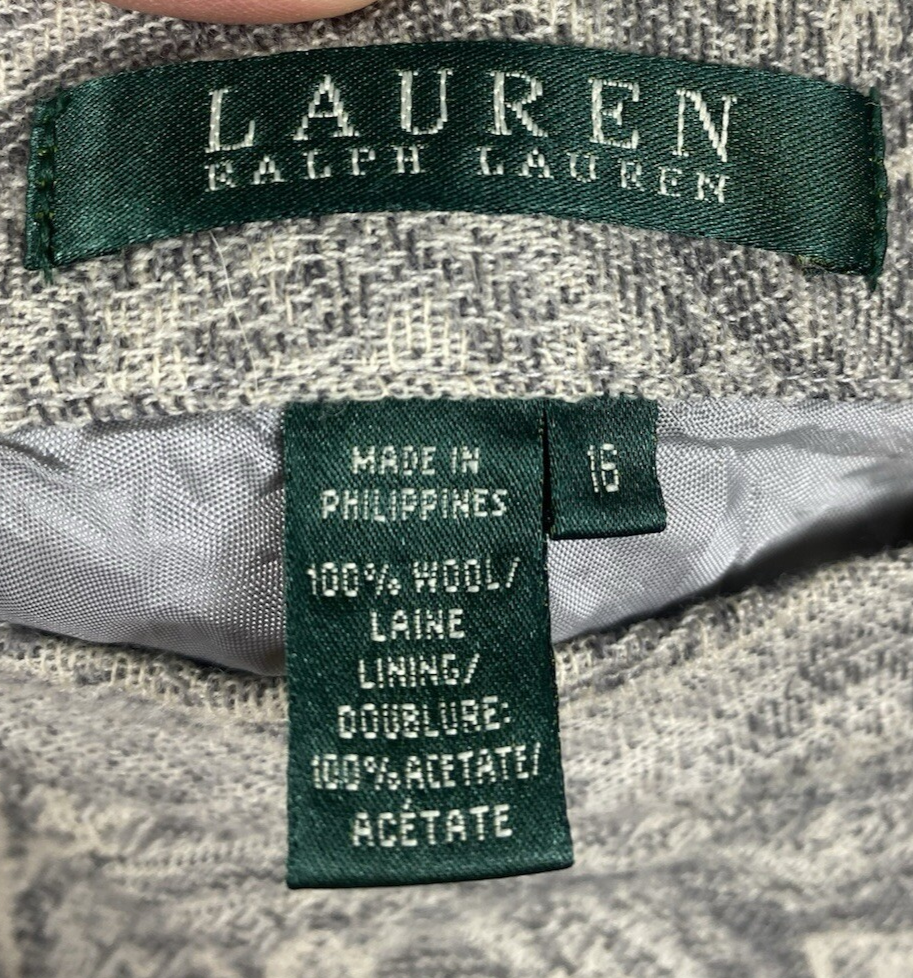 LAUREN
RALPH LAUREN
MADE IN
PHILIPPINES
100% WOOL/
LAINE
LINING/
DOUBLURE:
100% ACETATE/
ACÉTATE
16